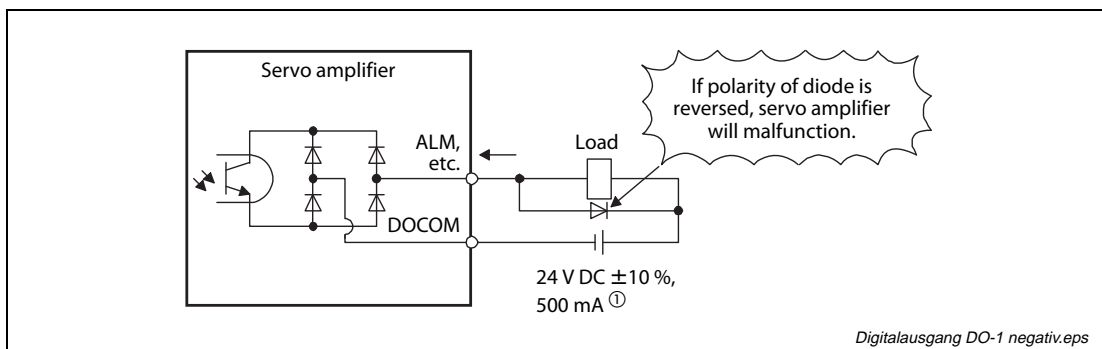 Servo amplifier
If polarity of diode is
reversed, servo amplifier
will malfunction.
ALM,
etc.
Load
DOCOM
24 V DC ±10 %,
500 mA ①
Digitalausgang DO-1 negativ.eps